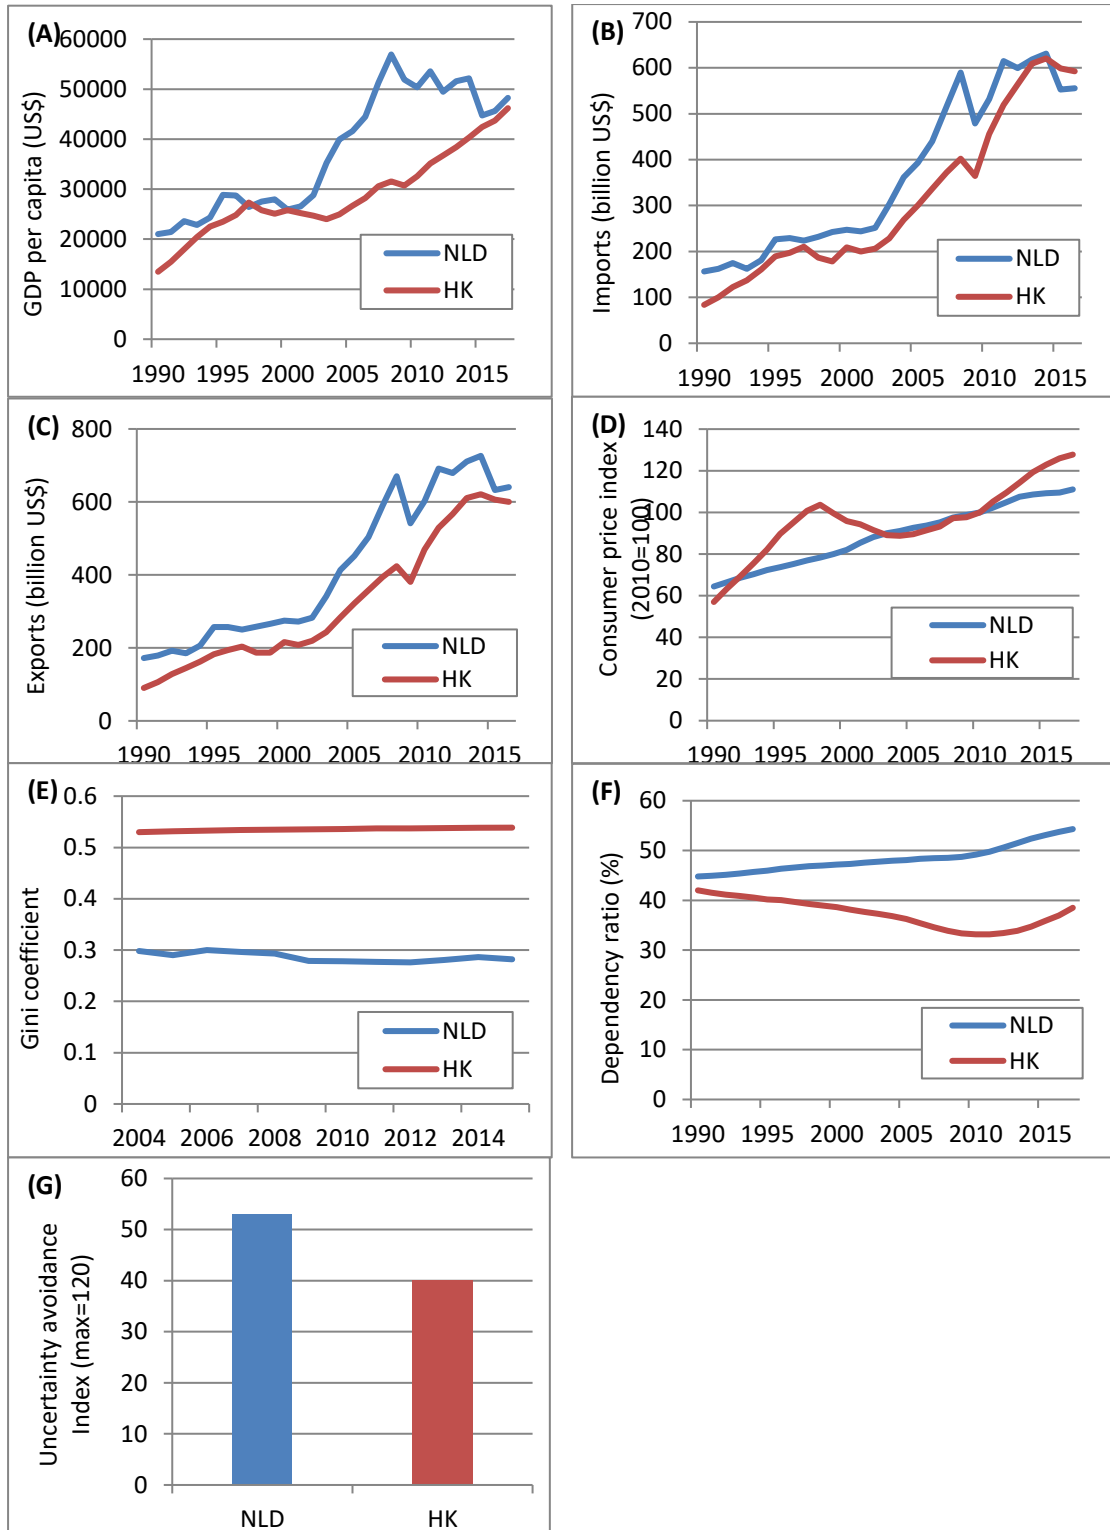 (A)
GDP per capita (US$)
60000
50000
40000
30000
20000
10000
0
1990 1995 2000 2005 2010 2015
NLD
HK
(B)
Imports (billion US$)
700
600
500
400
300
200
100
0
1990 1995 2000 2005 2010 2015
NLD
HK
(C)
Exports (billion US$)
800
600
400
200
0
1990 1995 2000 2005 2010 2015
NLD
HK
(D)
Consumer price index
(2010=100)
140
120
100
80
60
40
20
0
1990 1995 2000 2005 2010 2015
NLD
HK
(E)
Gini coefficient
0.6
0.5
0.4
0.3
0.2
0.1
0
2004 2006 2008 2010 2012 2014
NLD
HK
(F)
Dependency ratio (%)
60
50
40
30
20
10
0
1990 1995 2000 2005 2010 2015
NLD
HK
(G)
Uncertainty avoidance
Index (max=120)
60
50
40
30
20
10
0
NLD HK